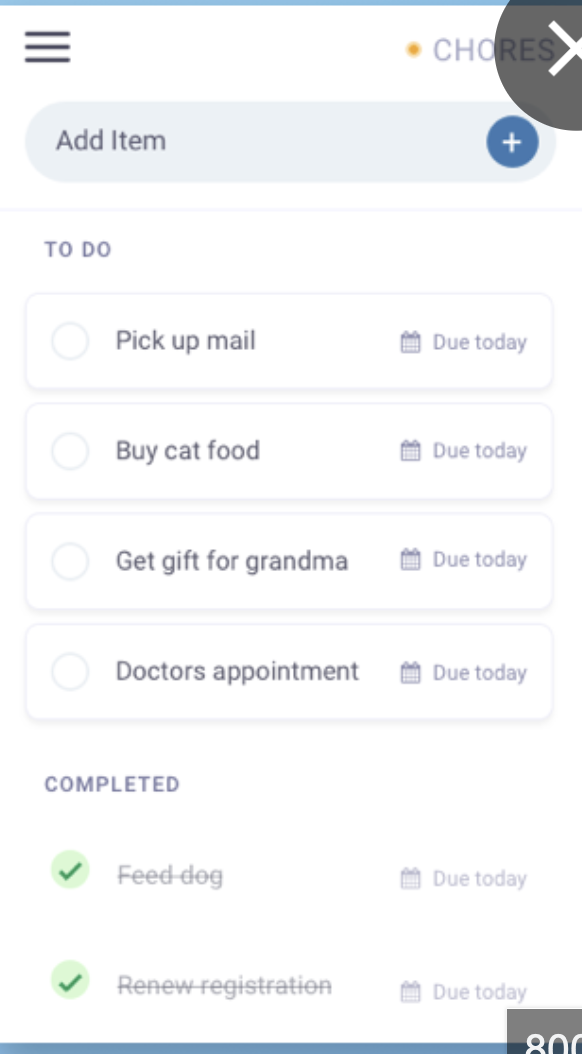 CHORES
Add Item
TO DO
Pick up mail Due today
Buy cat food Due today
Get gift for grandma Due today
Doctors appointment Due today
COMPLETED
Feed dog Due today
Renew registration Due today